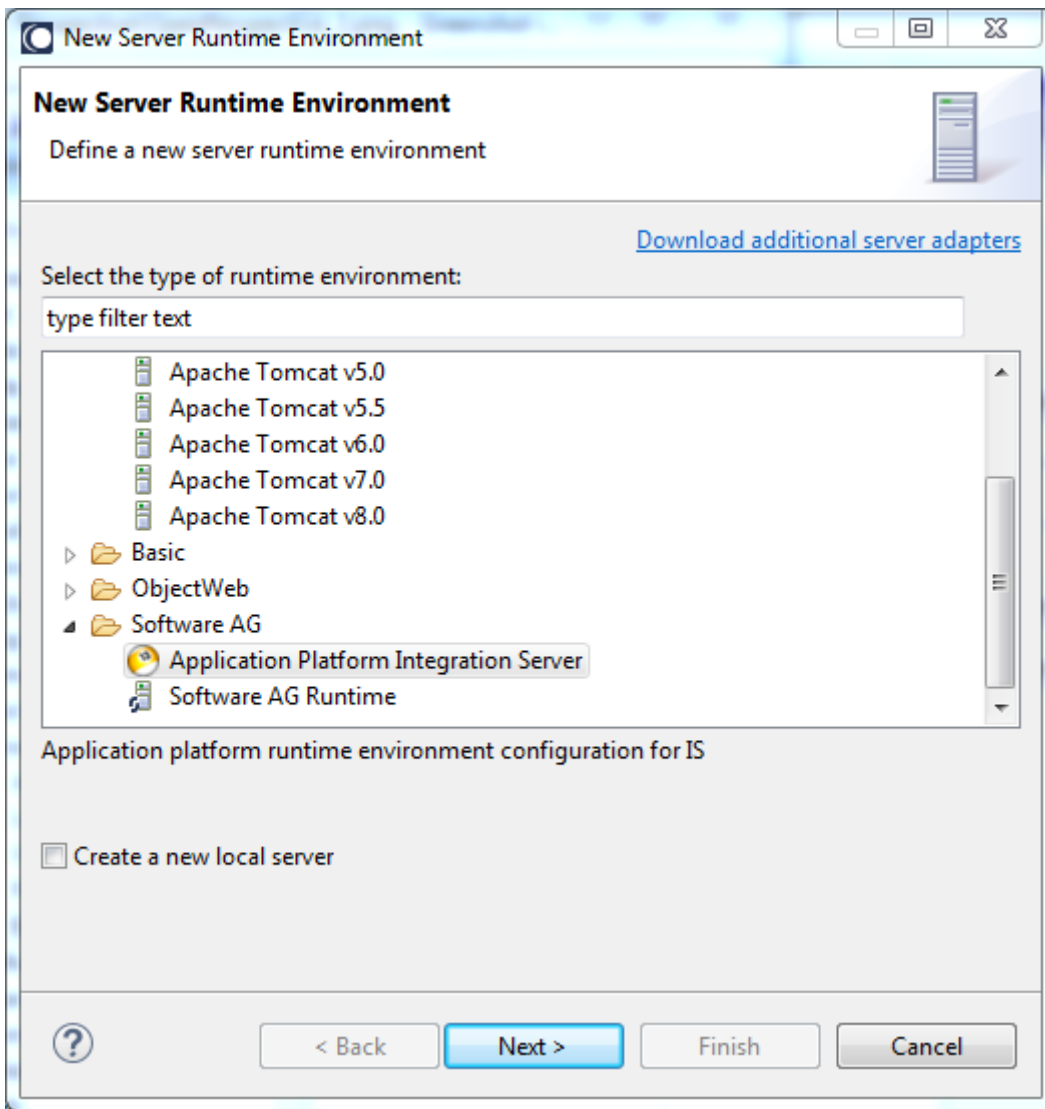 New Server Runtime Environment
New Server Runtime Environment
Define a new server runtime environment
Download additional server adapters
Select the type of runtime environment:
type filter text
Apache Tomcat v5.0
Apache Tomcat v5.5
Apache Tomcat v6.0
Apache Tomcat v7.0
Apache Tomcat v8.0
Basic
ObjectWeb
Software AG
Application Platform Integration Server
Software AG Runtime
Application platform runtime environment configuration for IS
Create a new local server
? < Back Next > Finish Cancel